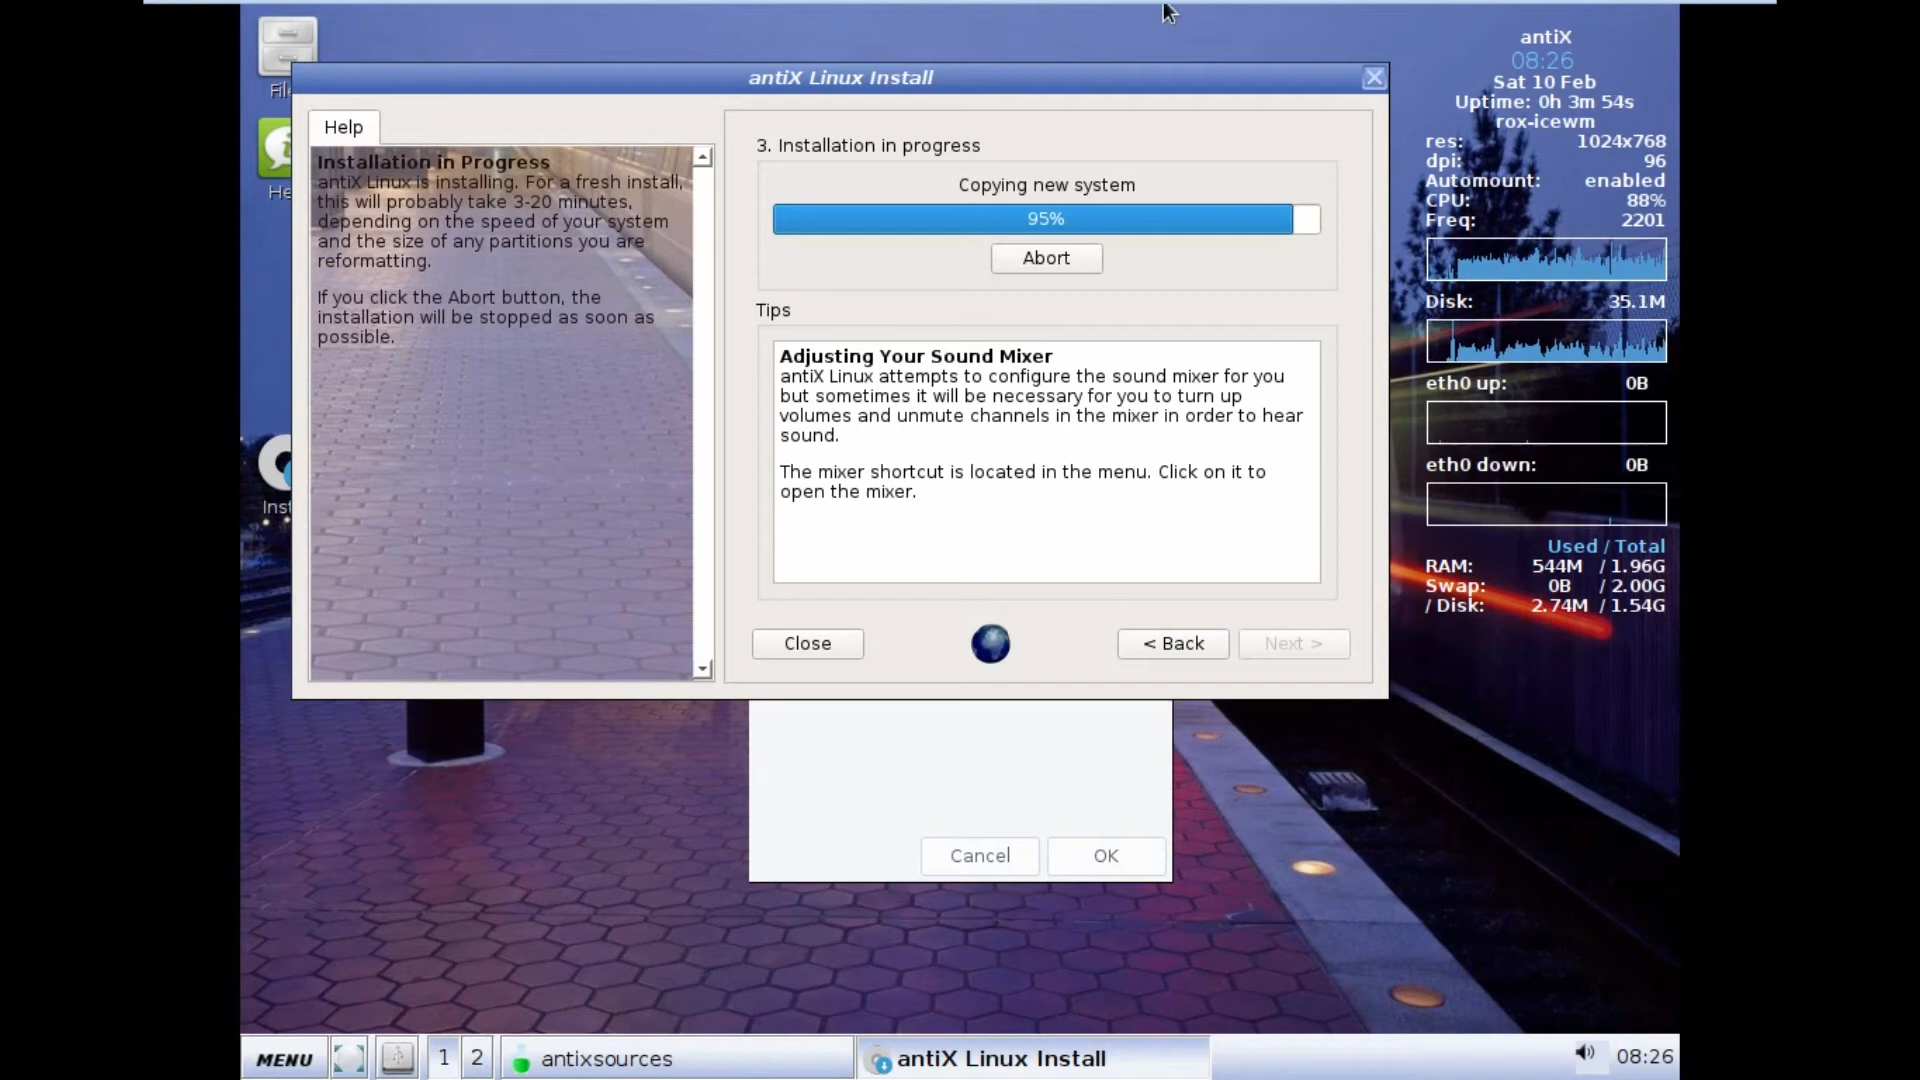 antiX Linux Install
Help
Installation in Progress
antiX Linux is installing. For a fresh install,
this will probably take 3-20 minutes,
depending on the speed of your system
and the size of any partitions you are
reformatting.
If you click the Abort button, the
installation will be stopped as soon as
possible.
3. Installation in progress
Copying new system
95%
Abort
Tips
Adjusting Your Sound Mixer
antiX Linux attempts to configure the sound mixer for you
but sometimes it will be necessary for you to turn up
volumes and unmute channels in the mixer in order to hear
sound.
The mixer shortcut is located in the menu. Click on it to
open the mixer.
Close
< Back
Next >
Cancel
OK
antiX
08:26
Sat 10 Feb
Uptime: 0h 3m 54s
rox-icewm
res: 1024x768
dpi: 96
Automount: enabled
CPU: 88%
Freq: 2201
Disk: 35.1M
eth0 up: 0B
eth0 down: 0B
Used / Total
RAM: 544M / 1.96G
Swap: 0B / 2.00G
/ Disk: 2.74M / 1.54G
MENU
1
2
antixsources
antiX Linux Install
08:26